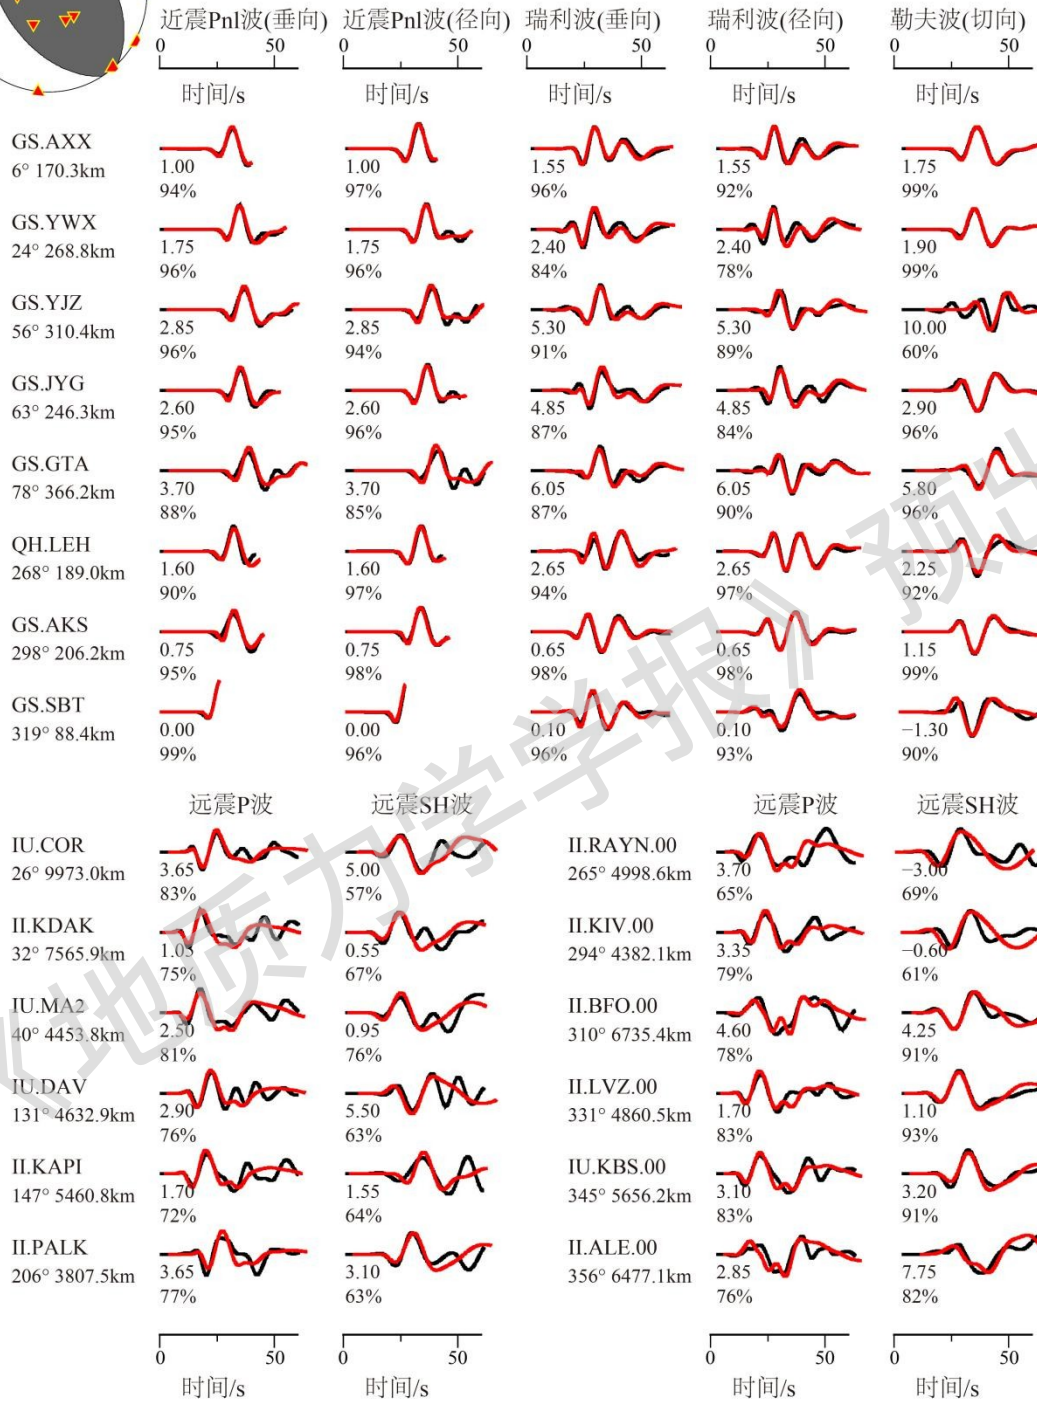 近震Pnl波(垂向) 近震Pnl波(径向) 瑞利波(垂向) 瑞利波(径向) 勒夫波(切向)
0 50 0 50 0 50 0 50 0 50
时间/s 时间/s 时间/s 时间/s 时间/s
GS.AXX
6° 170.3km 1.00 1.00 1.55 1.55 1.75
94% 97% 96% 92% 99%
GS.YWX
24° 268.8km 1.75 1.75 2.40 2.40 1.90
96% 96% 84% 78% 99%
GS.YJZ
56° 310.4km 2.85 2.85 5.30 5.30 10.00
96% 94% 91% 89% 60%
GS.JYG
63° 246.3km 2.60 2.60 4.85 4.85 2.90
95% 96% 87% 84% 96%
GS.GTA
78° 366.2km 3.70 3.70 6.05 6.05 5.80
88% 85% 87% 90% 96%
QH.LEH
268° 189.0km 1.60 1.60 2.65 2.65 2.25
90% 97% 94% 97% 92%
GS.AKS
298° 206.2km 0.75 0.75 0.65 0.65 1.15
95% 98% 98% 98% 99%
GS.SBT
319° 88.4km 0.00 0.00 0.10 0.10 −1.30
99% 96% 96% 93% 90%
远震P波 远震SH波 远震P波 远震SH波
IU.COR II.RAYN.00
26° 9973.0km 3.65 5.00 265° 4998.6km 3.70 −3.00
83% 57% 65% 69%
II.KDAK II.KIV.00
32° 7565.9km 1.05 0.55 294° 4382.1km 3.35 −0.60
75% 67% 79% 61%
IU.MA2 II.BFO.00
40° 4453.8km 2.50 0.95 310° 6735.4km 4.60 4.25
81% 76% 78% 91%
IU.DAV II.LVZ.00
131° 4632.9km 2.90 5.50 331° 4860.5km 1.70 1.10
76% 63% 83% 93%
II.KAPI IU.KBS.00
147° 5460.8km 1.70 1.55 345° 5656.2km 3.10 3.20
72% 64% 83% 91%
II.PALK II.ALE.00
206° 3807.5km 3.65 3.10 356° 6477.1km 2.85 7.75
77% 63% 76% 82%
0 50 0 50 0 50 0 50
时间/s 时间/s 时间/s 时间/s
《地质力学学报》预出